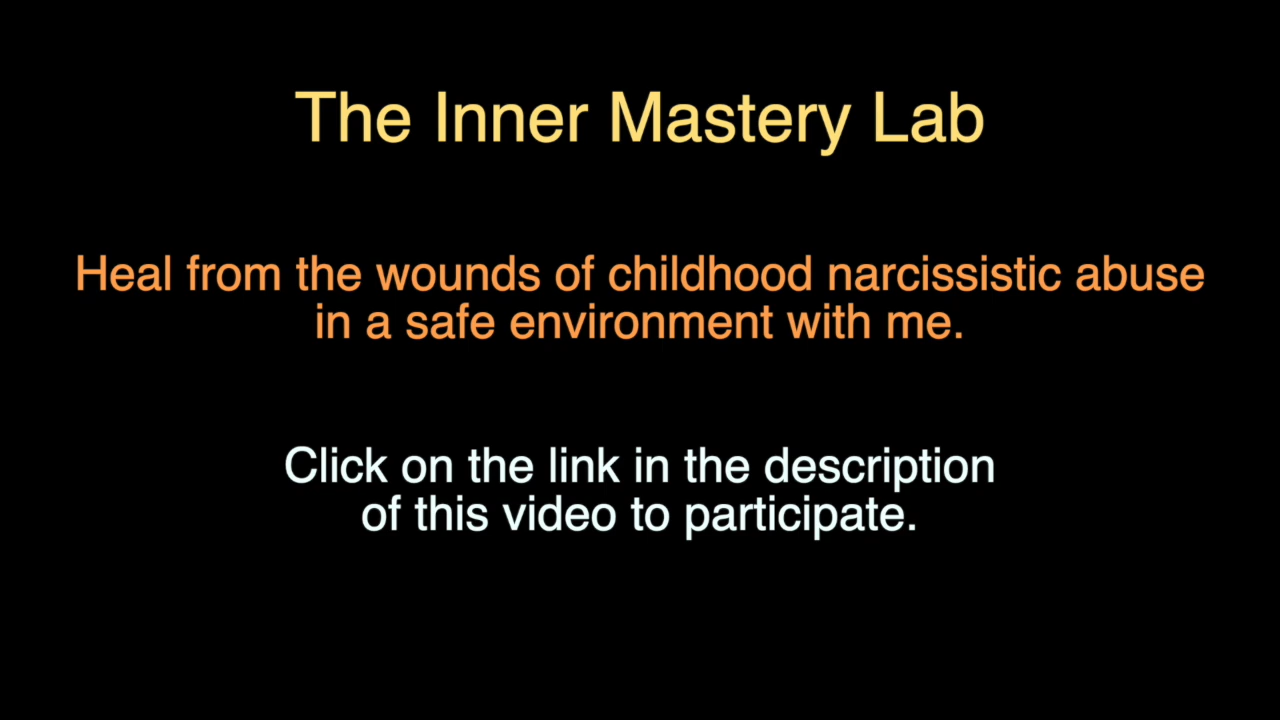 The Inner Mastery Lab
Heal from the wounds of childhood narcissistic abuse
in a safe environment with me.
Click on the link in the description
of this video to participate.